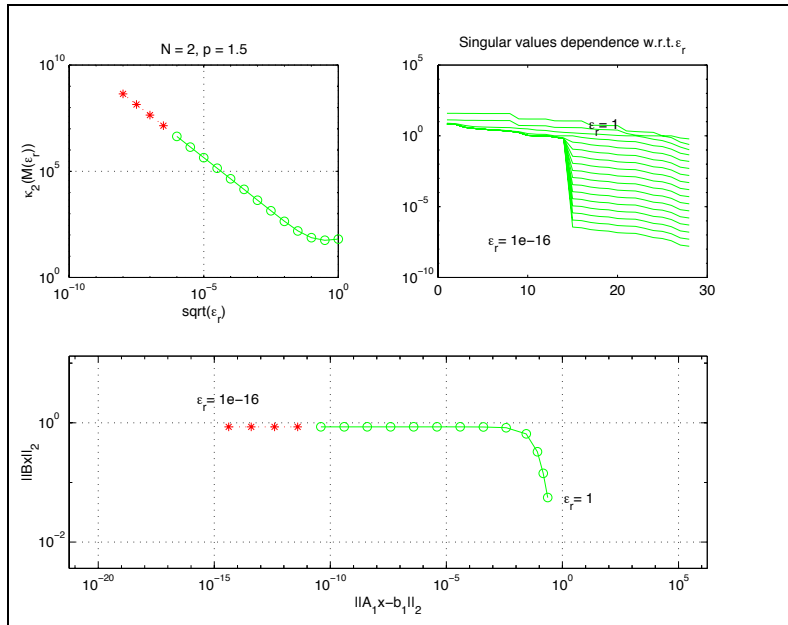 N = 2, p = 1.5
10^10
10^5
10^0
κ_2(M(ε_r))
10^−10
10^−5
10^0
sqrt(ε_r)
Singular values dependence w.r.t. ε_r
10^5
10^0
10^−5
10^−10
ε_r= 1
ε_r= 1e−16
0
10
20
30
10^0
10^−2
||Bx||_2
ε_r= 1e−16
ε_r= 1
10^−20
10^−15
10^−10
10^−5
10^0
10^5
||A_1x−b_1||_2